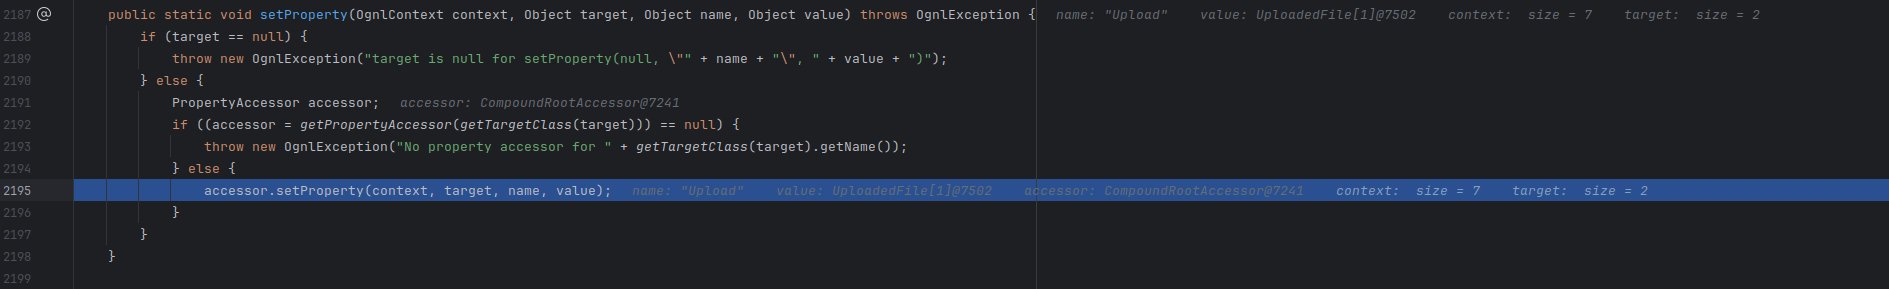 2187 @ public static void setProperty(OgnlContext context, Object target, Object name, Object value) throws OgnlException { name: "Upload" value: UploadedFile[1]@7502 context: size = 7 target: size = 2
2188 if (target == null) {
2189 throw new OgnlException("target is null for setProperty(null, \"" + name + "\", " + value + ")");
2190 } else {
2191 PropertyAccessor accessor; accessor: CompoundRootAccessor@7241
2192 if ((accessor = getPropertyAccessor(getTargetClass(target))) == null) {
2193 throw new OgnlException("No property accessor for " + getTargetClass(target).getName());
2194 } else {
2195 accessor.setProperty(context, target, name, value); name: "Upload" value: UploadedFile[1]@7502 accessor: CompoundRootAccessor@7241 context: size = 7 target: size = 2
2196 }
2197 }
2198 }
2199